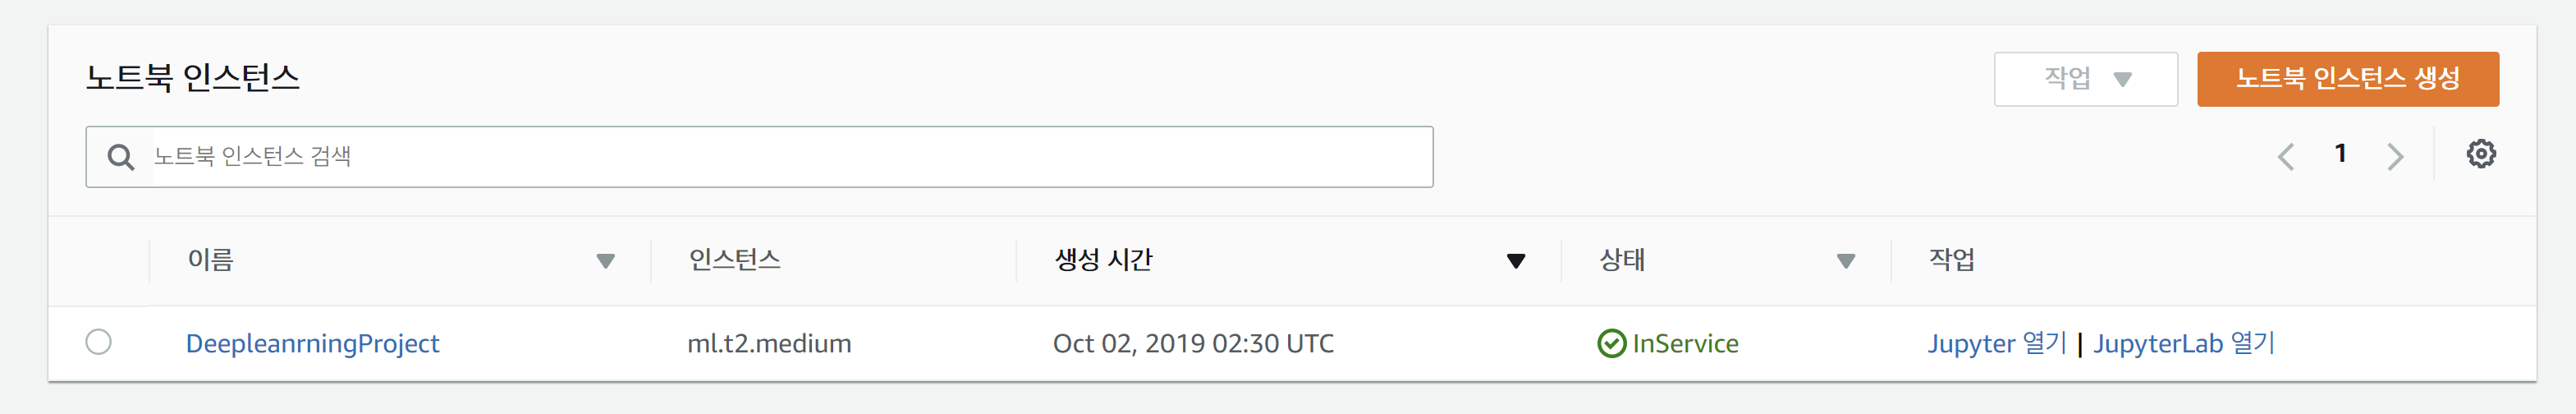 노트북 인스턴스
작업
노트북 인스턴스 생성
노트북 인스턴스 검색
1
이름 인스턴스 생성 시간 상태 작업
DeepleanrningProject ml.t2.medium Oct 02, 2019 02:30 UTC InService Jupyter 열기 | JupyterLab 열기